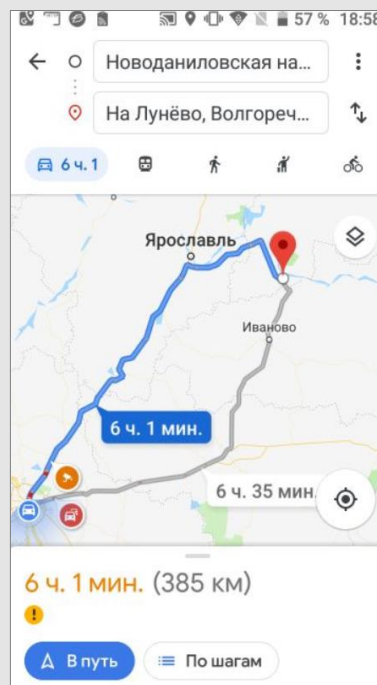 57 % 18:58
Новоданиловская на...
На Лунёво, Волгореч...
6 ч. 1
Ярославль
Иваново
6 ч. 1 мин.
6 ч. 35 мин.
6 ч. 1 мин. (385 км)
В путь
По шагам